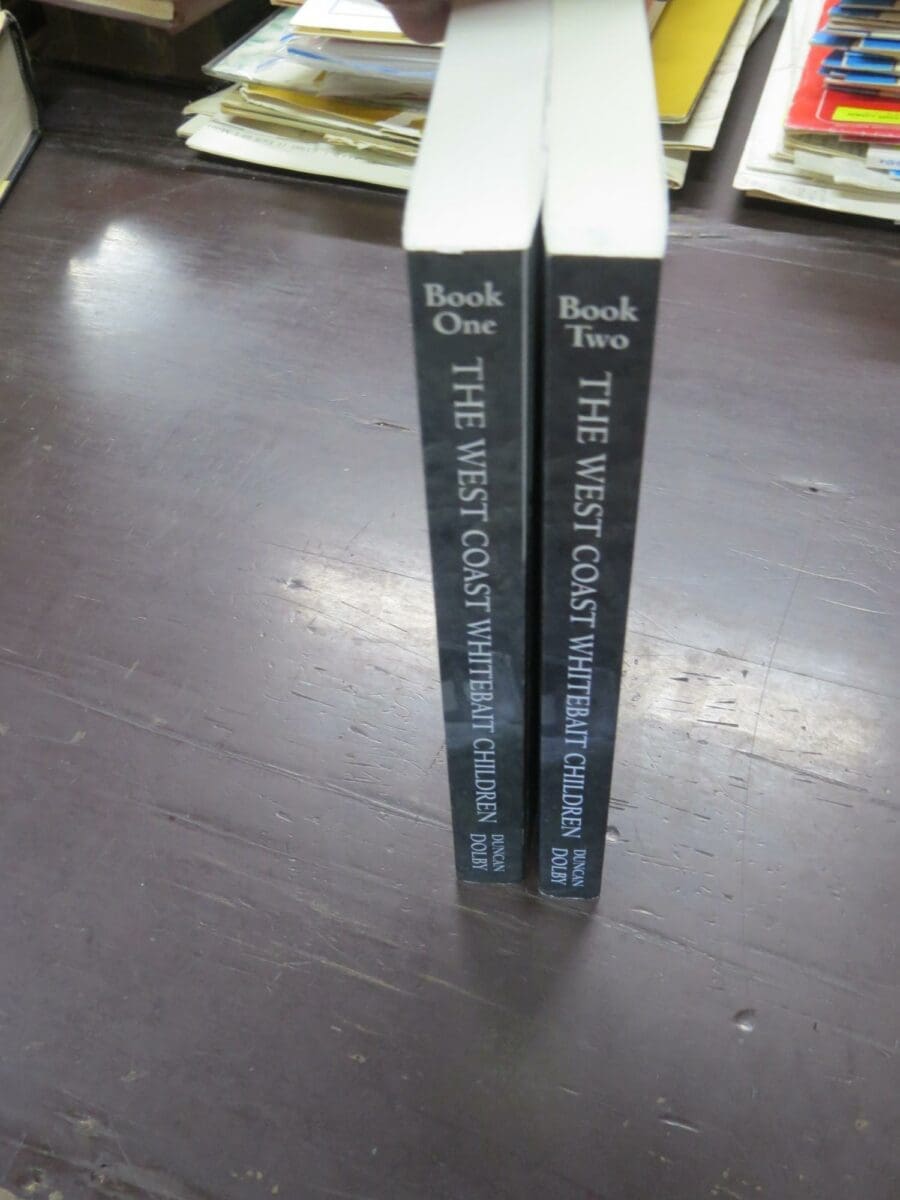 Book
One
THE WEST COAST WHITEBAIT CHILDREN
DUNCAN
DOLBY
Book
Two
THE WEST COAST WHITEBAIT CHILDREN
DUNCAN
DOLBY